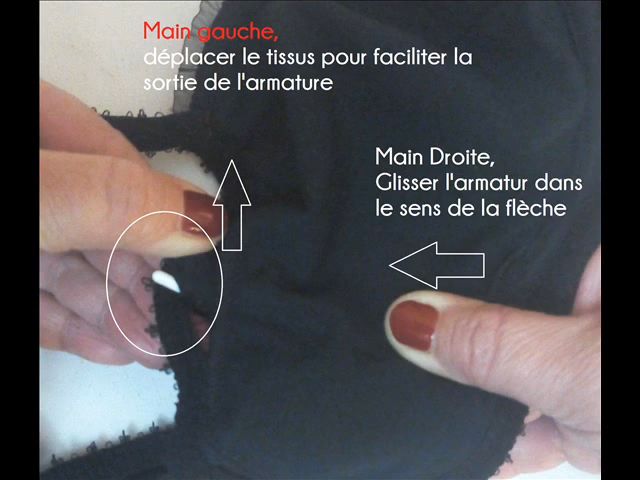 Main gauche,
déplacer le tissus pour faciliter la
sortie de l'armature
Main Droite,
Glisser l'armatur dans
le sens de la flèche